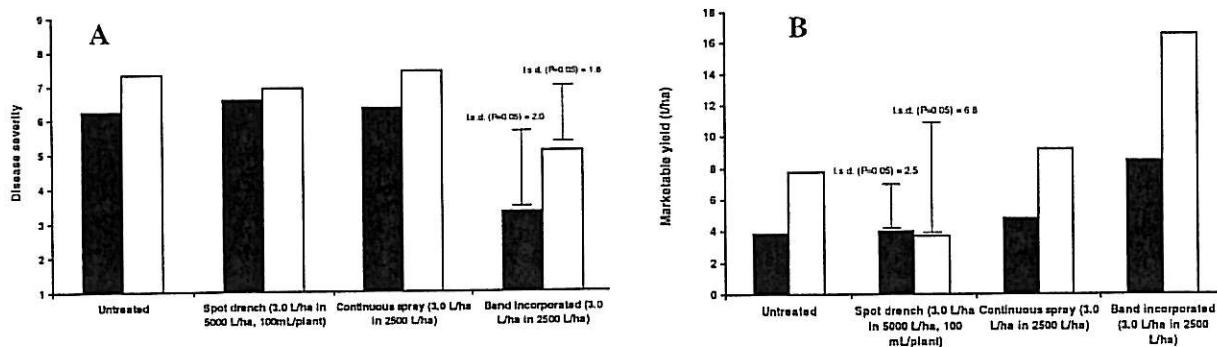 A
Disease severity
9
8
7
6
5
4
3
2
1
l.s.d. (P=0.05) = 1.8
l.s.d. (P=0.05) = 2.0
Untreated
Spot drench (3.0 L/ha in
5000 L/ha, 100mL/plant)
Continuous spray (3.0 L/ha
in 2500 L/ha)
Band incorporated (3.0
L/ha in 2500 L/ha)
B
Marketable yield (t/ha)
18
16
14
12
10
8
6
4
2
0
l.s.d. (P=0.05) = 6.8
l.s.d. (P=0.05) = 2.5
Untreated
Spot drench (3.0 L/ha
in 5000 L/ha, 100
mL/plant)
Continuous spray (3.0
L/ha in 2500 L/ha)
Band incorporated
(3.0 L/ha in 2500
L/ha)